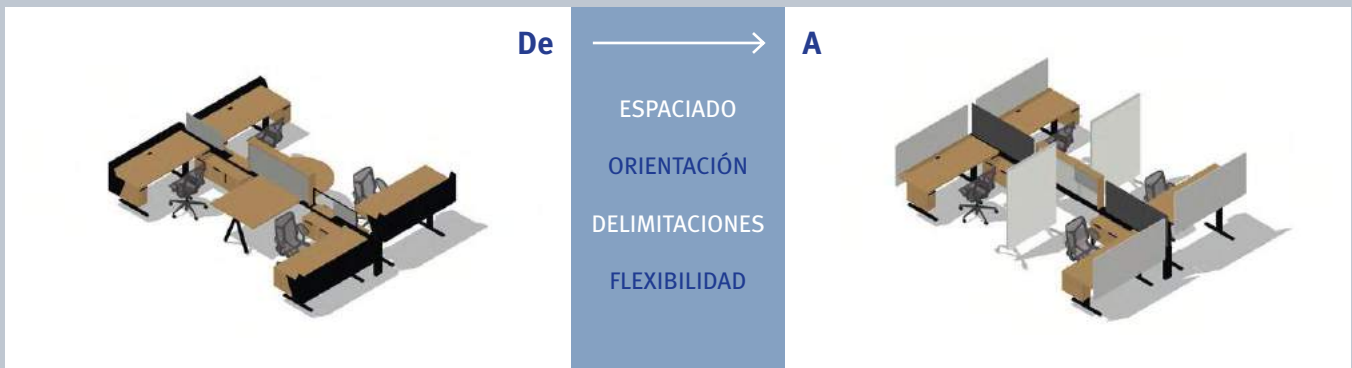 De
A
ESPACIADO
ORIENTACIÓN
DELIMITACIONES
FLEXIBILIDAD